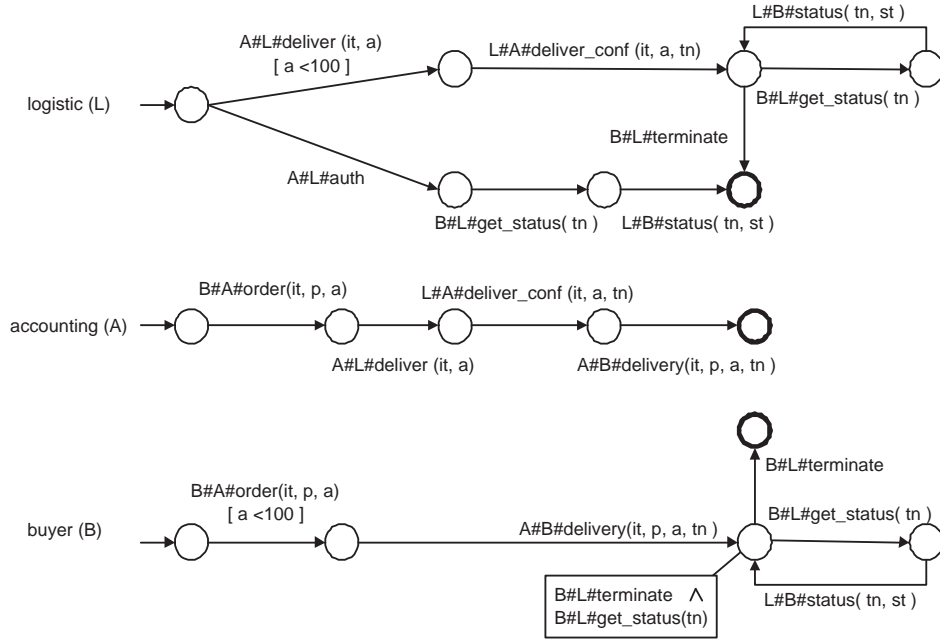 L#B#status( tn, st )
A#L#deliver (it, a)
[ a <100 ]
L#A#deliver_conf (it, a, tn)
logistic (L)
B#L#get_status( tn )
B#L#terminate
A#L#auth
B#L#get_status( tn )
L#B#status( tn, st )
B#A#order(it, p, a)
L#A#deliver_conf (it, a, tn)
accounting (A)
A#L#deliver (it, a)
A#B#delivery(it, p, a, tn )
B#L#terminate
B#A#order(it, p, a)
[ a <100 ]
B#L#get_status( tn )
A#B#delivery(it, p, a, tn )
buyer (B)
B#L#terminate ∧
B#L#get_status(tn)
L#B#status( tn, st )